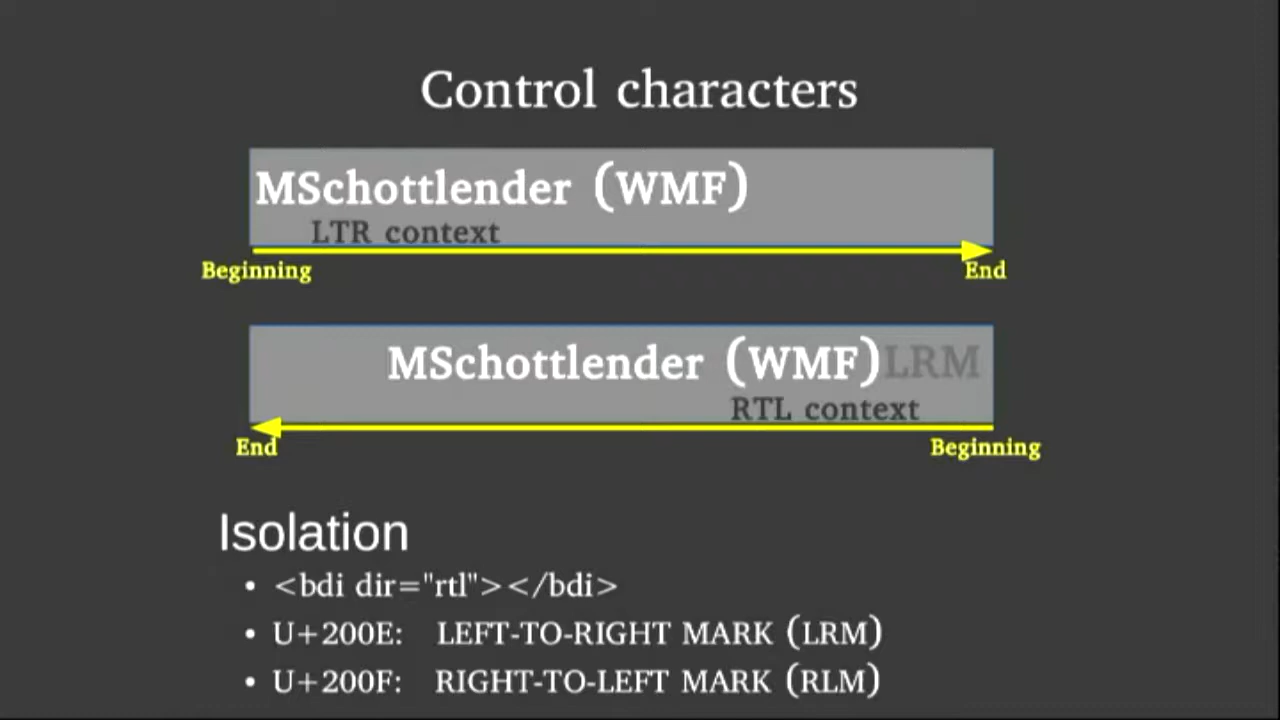 Control characters
MSchottlender (WMF)
LTR context
Beginning
End
MSchottlender (WMF)LRM
RTL context
End
Beginning
Isolation
• <bdi dir="rtl"></bdi>
• U+200E: LEFT-TO-RIGHT MARK (LRM)
• U+200F: RIGHT-TO-LEFT MARK (RLM)